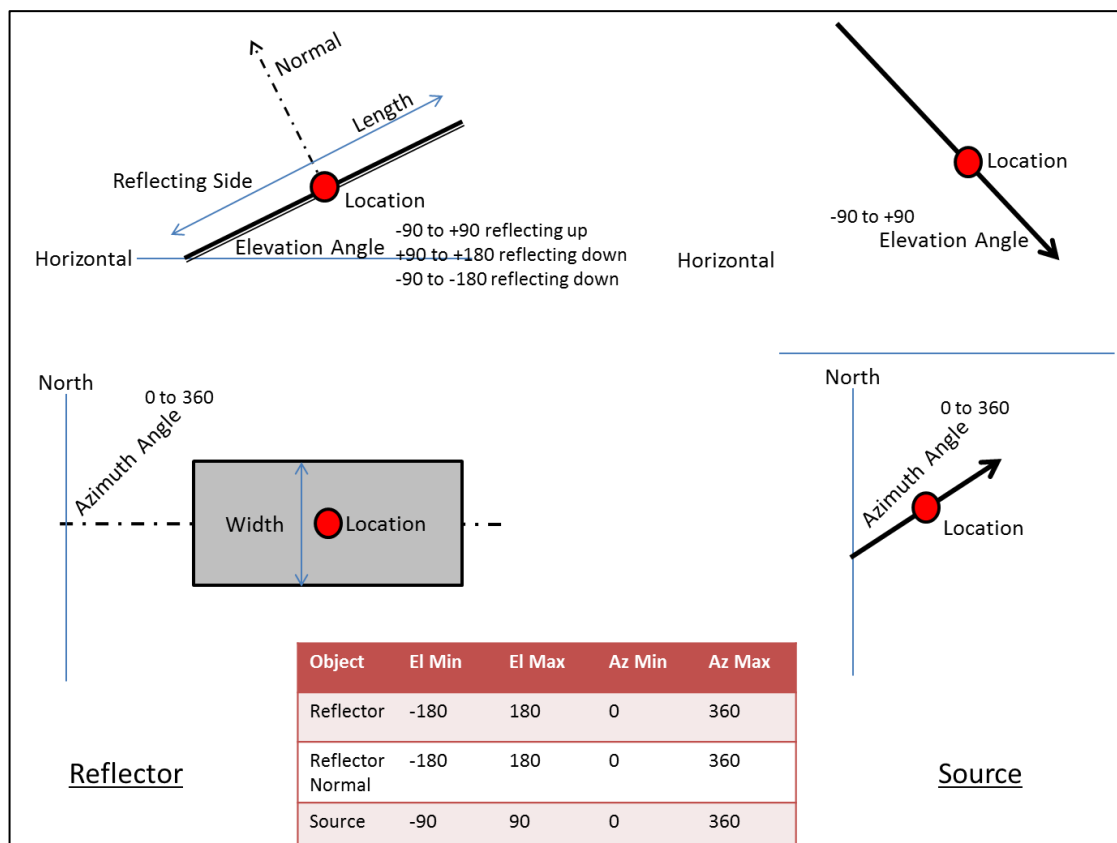 Normal
Length
Reflecting Side
Location
Elevation Angle
-90 to +90 reflecting up
+90 to +180 reflecting down
-90 to -180 reflecting down
Horizontal
Location
-90 to +90
Elevation Angle
Horizontal
North
0 to 360
Azimuth Angle
Width
Location
North
0 to 360
Azimuth Angle
Location
Object El Min El Max Az Min Az Max
Reflector -180 180 0 360
Reflector
Normal -180 180 0 360
Source -90 90 0 360
Reflector
Source